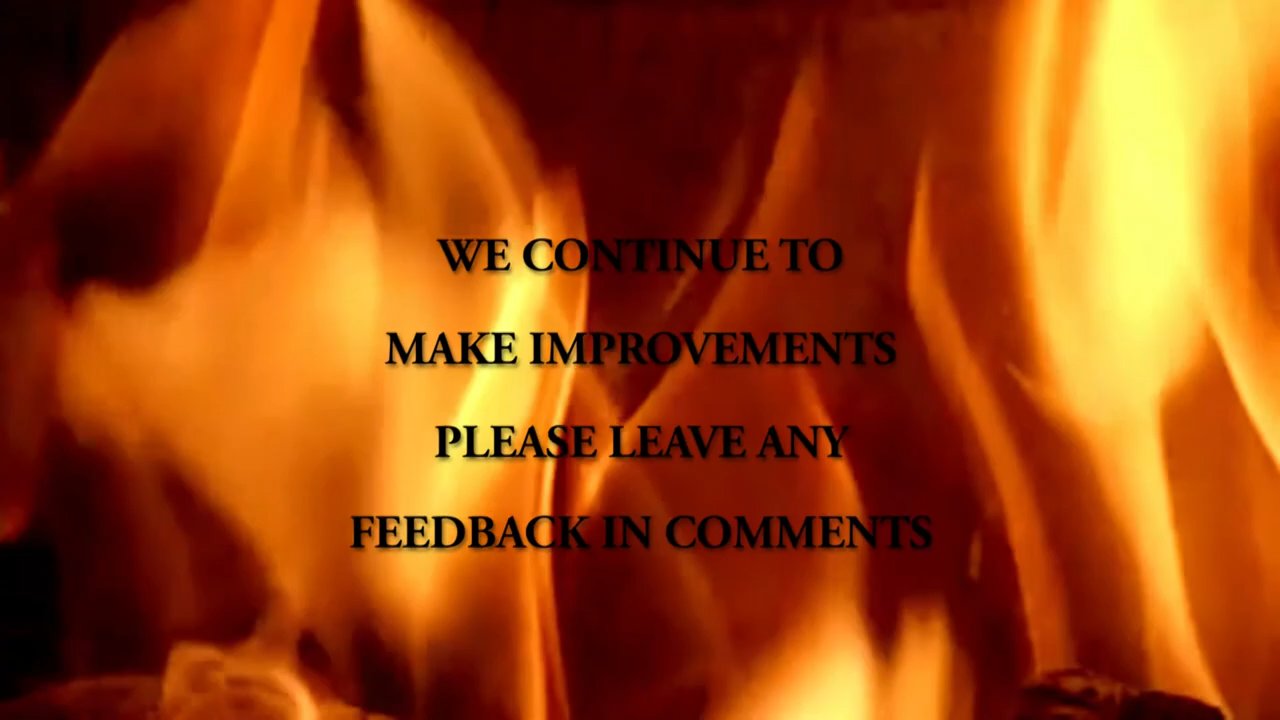 WE CONTINUE TO
MAKE IMPROVEMENTS
PLEASE LEAVE ANY
FEEDBACK IN COMMENTS